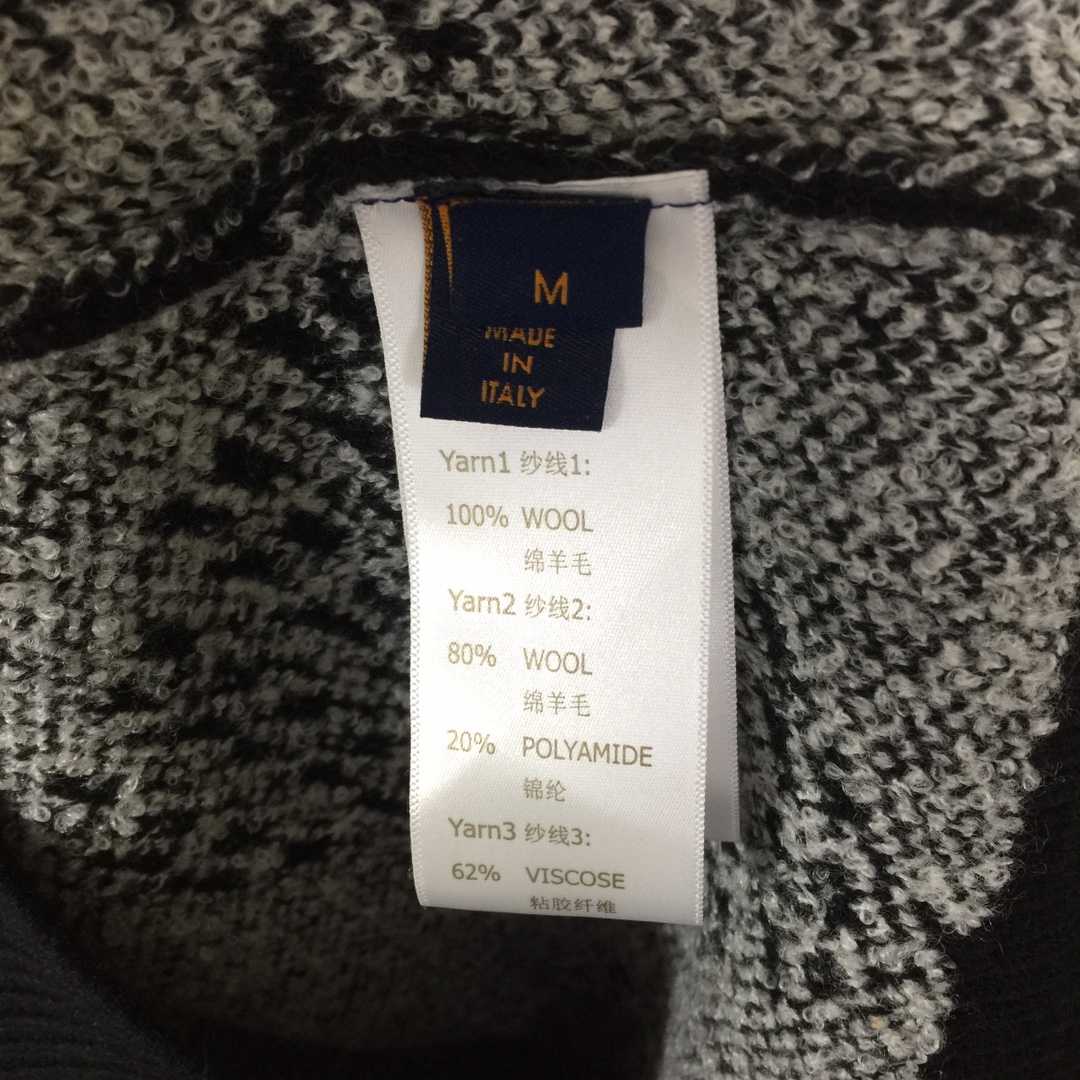 M
MADE
IN
ITALY
Yarn1 纱线1:
100% WOOL
绵羊毛
Yarn2 纱线2:
80% WOOL
绵羊毛
20% POLYAMIDE
锦纶
Yarn3 纱线3:
62% VISCOSE
粘胶纤维